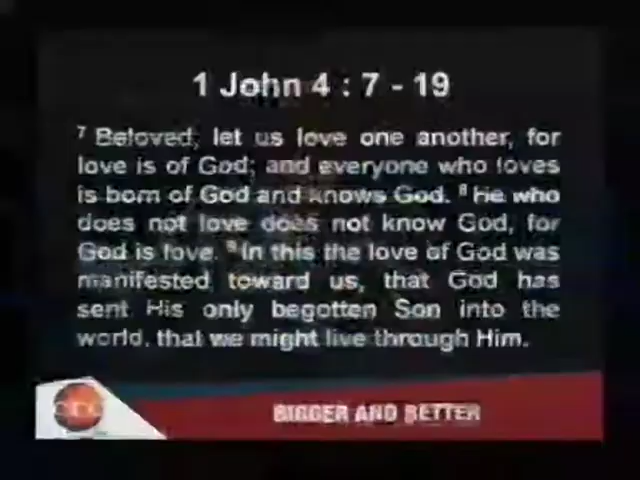 1 John 4 : 7 - 19
7 Beloved, let us love one another, for
love is of God; and everyone who loves
is born of God and knows God. 8 He who
does not love does not know God, for
God is love. 9 In this the love of God was
manifested toward us, that God has
sent His only begotten Son into the
world, that we might live through Him.
BIGGER AND BETTER